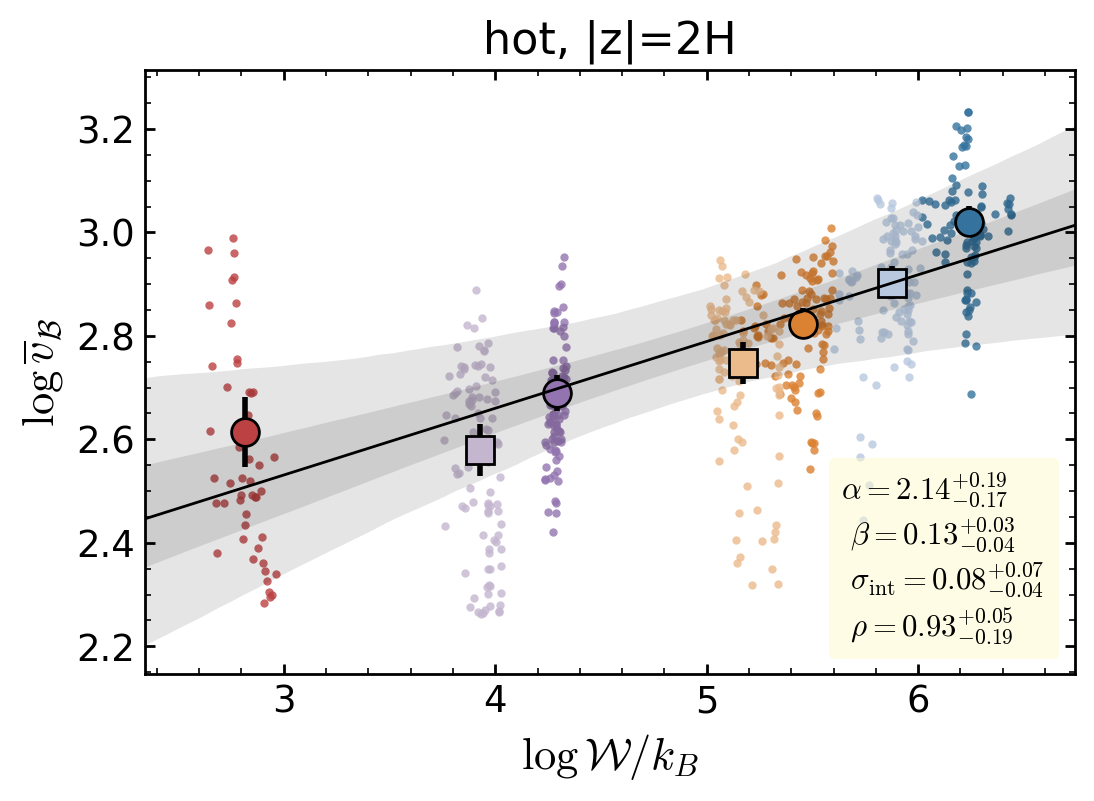 hot, |z|=2H
3.2
3.0
2.8
2.6
2.4
2.2
log v̅_ℬ
α = 2.14^{+0.19}_{−0.17}
β = 0.13^{+0.03}_{−0.04}
σ_int = 0.08^{+0.07}_{−0.04}
ρ = 0.93^{+0.05}_{−0.19}
3 4 5 6
log 𝒲/k_B